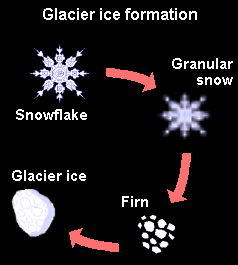 Glacier ice formation
Granular
snow
Snowflake
Glacier ice
Firn